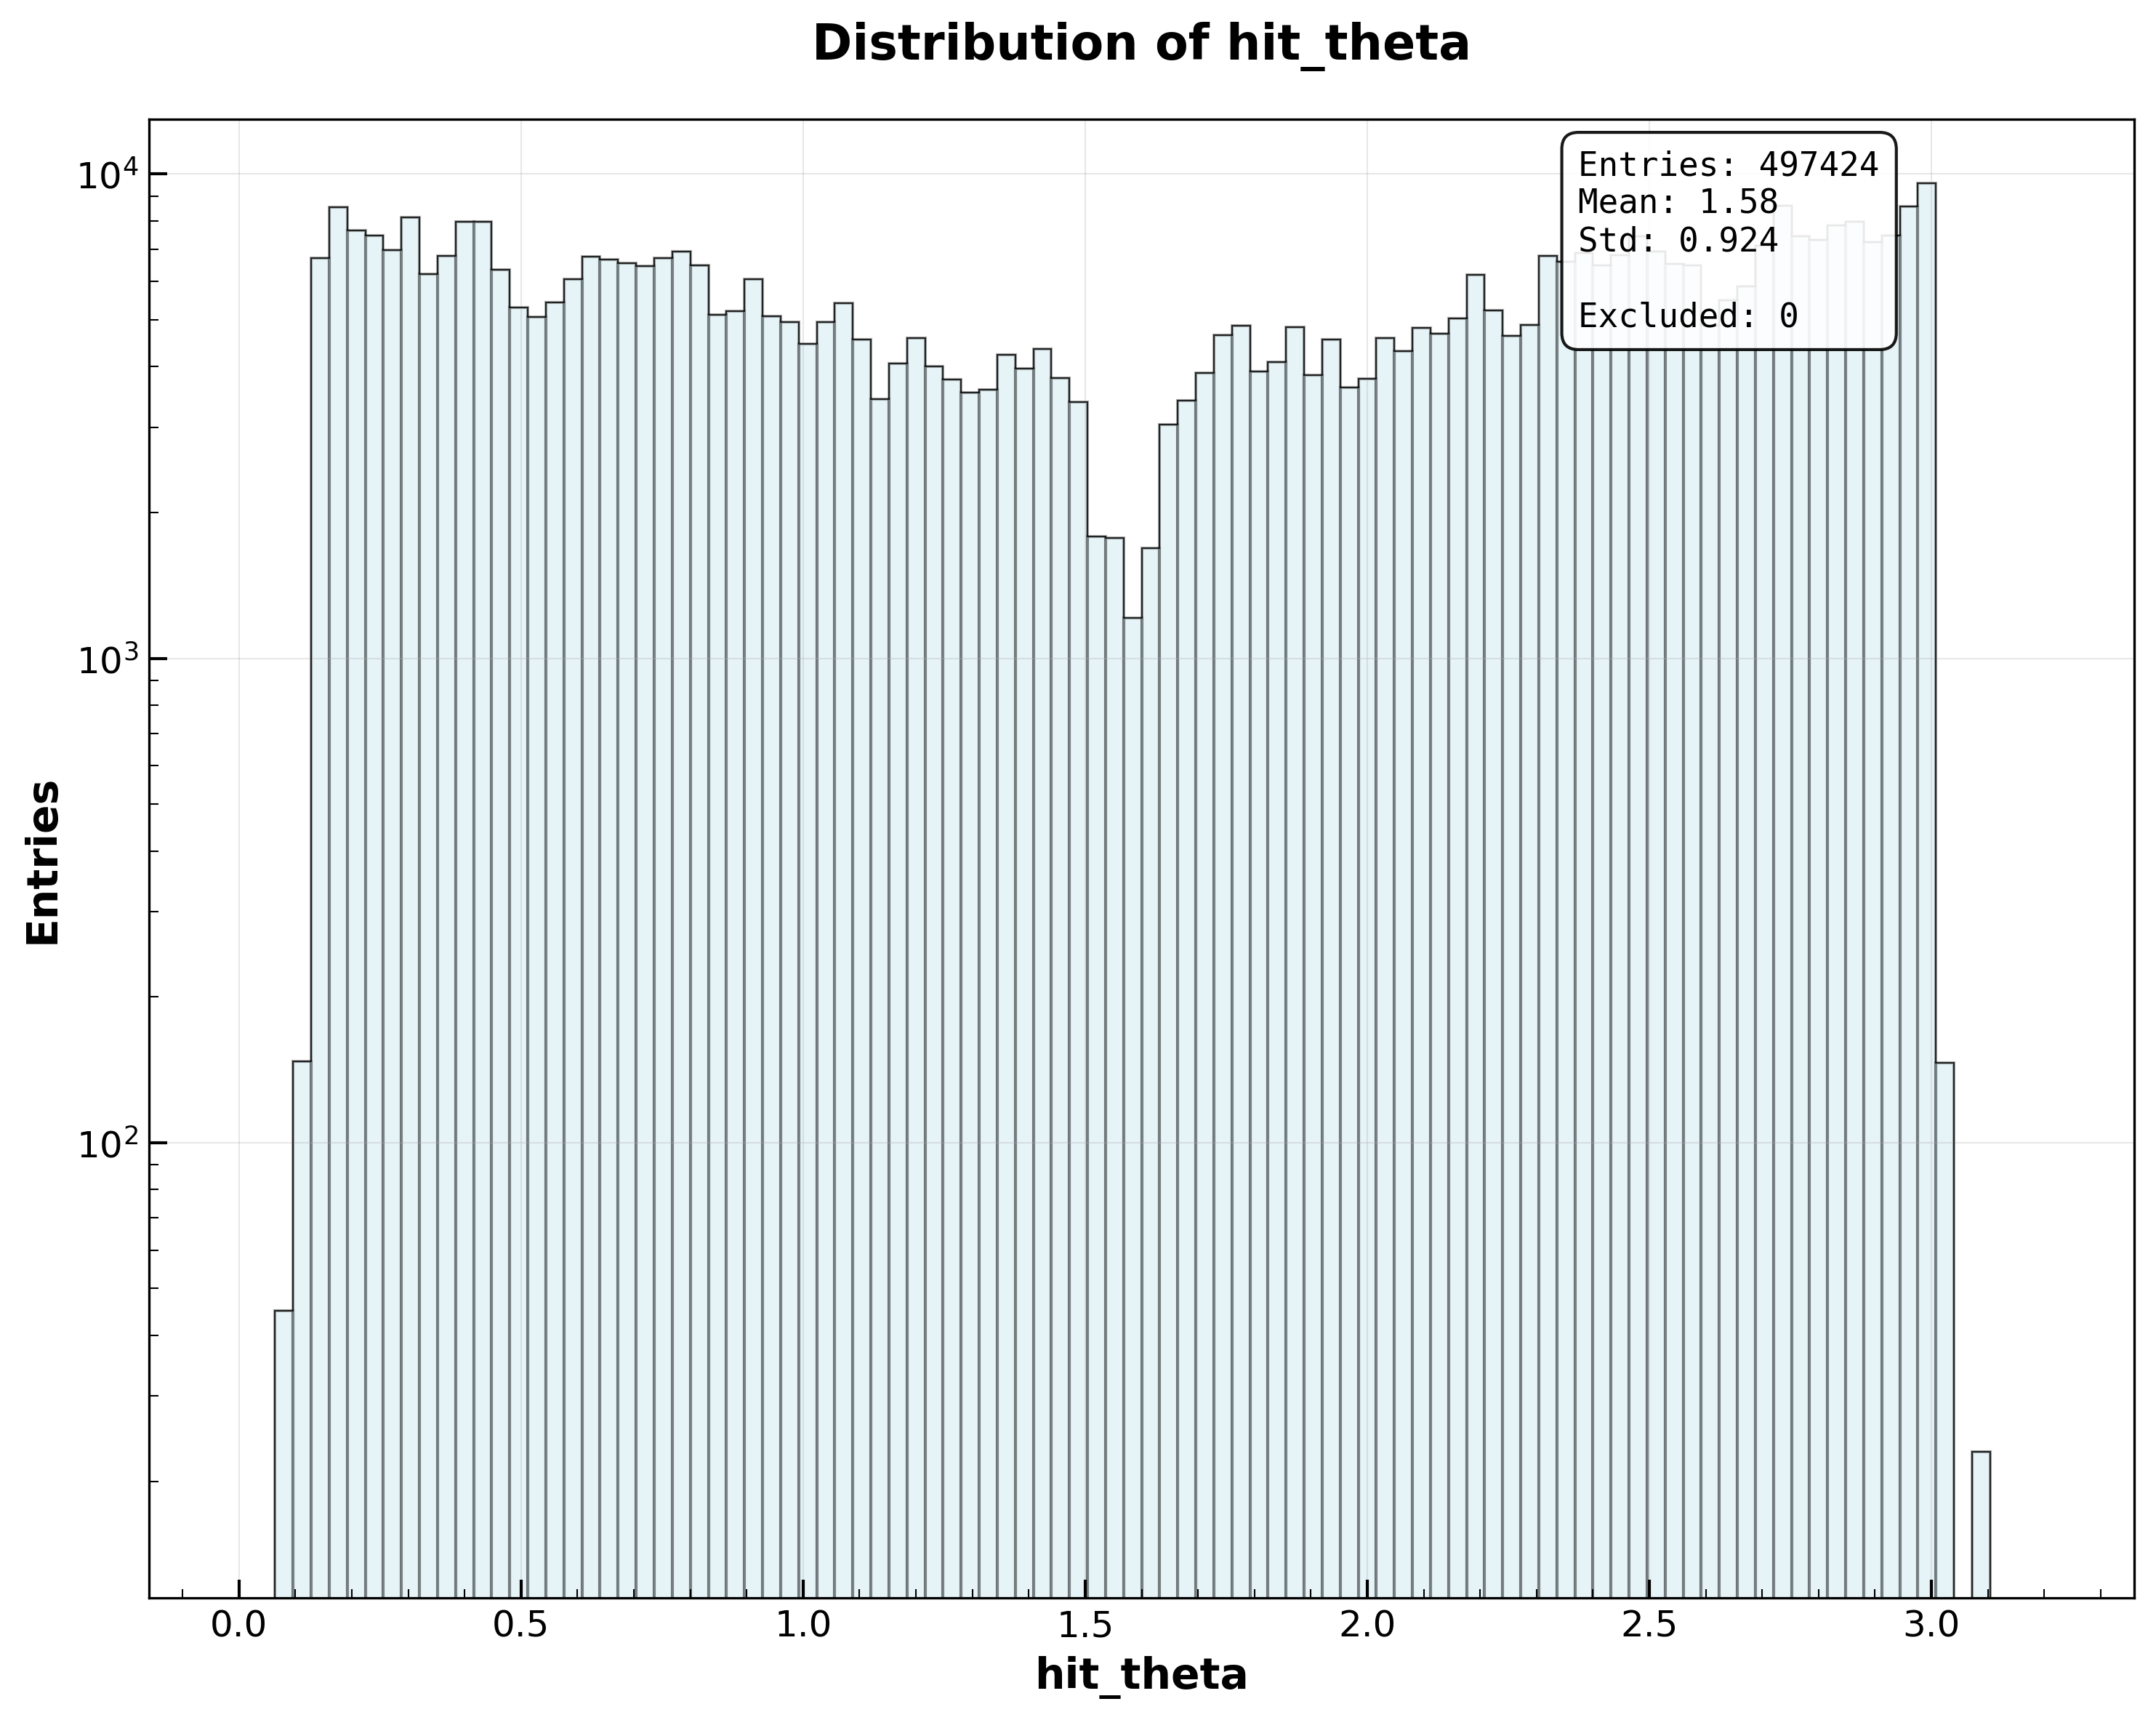 Distribution of hit_theta
Entries: 497424
Mean: 1.58
Std: 0.924
Excluded: 0
10⁴
10³
10²
Entries
0.0 0.5 1.0 1.5 2.0 2.5 3.0
hit_theta